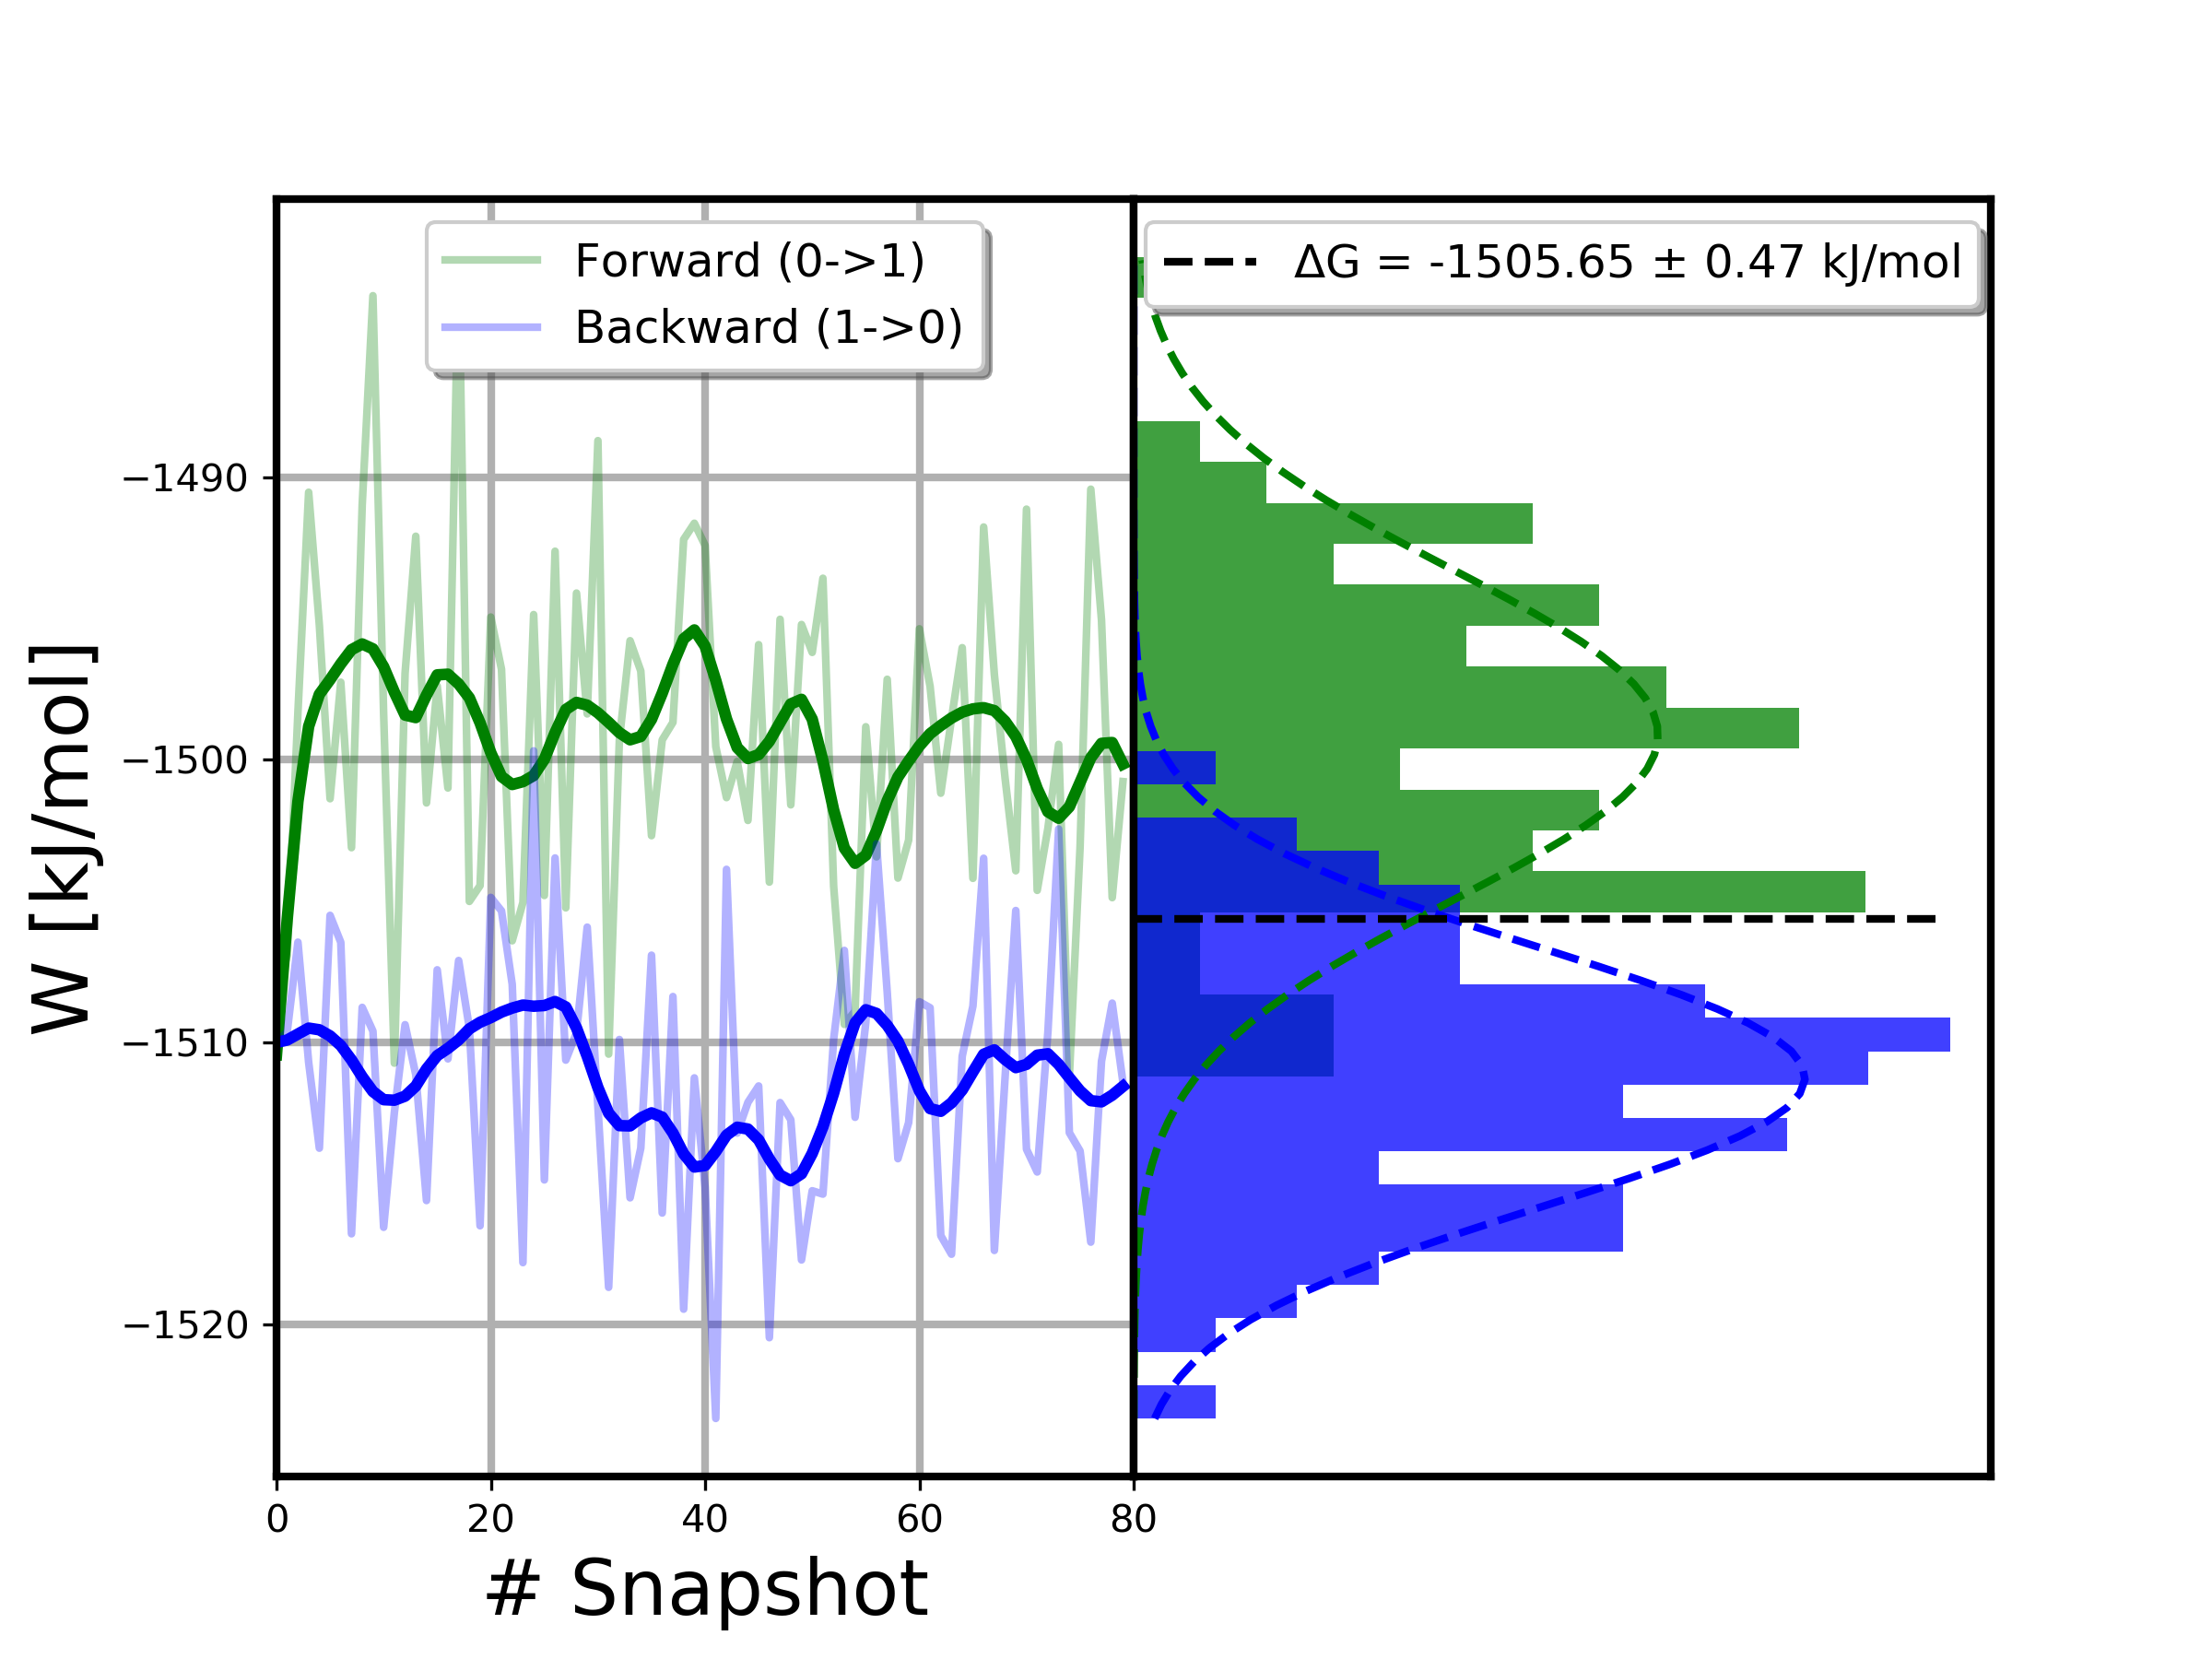 Forward (0->1)
Backward (1->0)
ΔG = -1505.65 ± 0.47 kJ/mol
W [kJ/mol]
−1490
−1500
−1510
−1520
0 20 40 60 80
# Snapshot